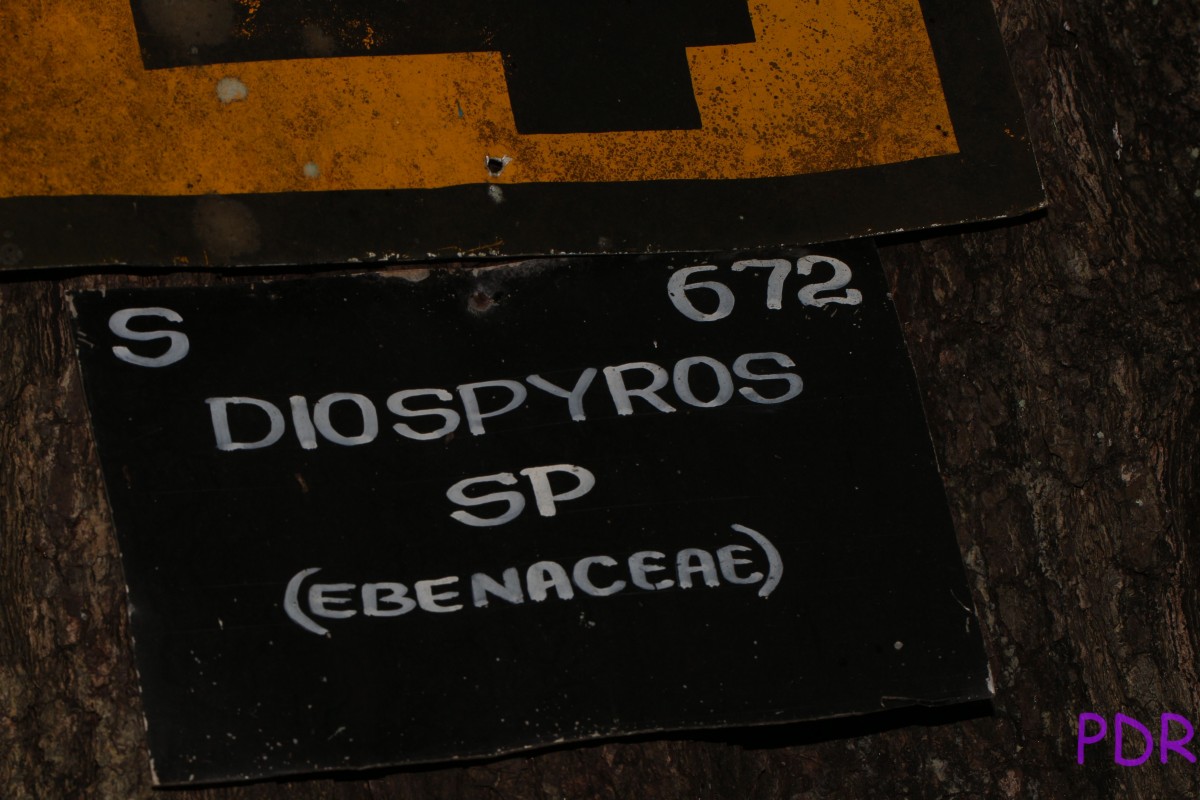 S 672
DIOSPYROS
SP
(EBENACEAE)
PDR